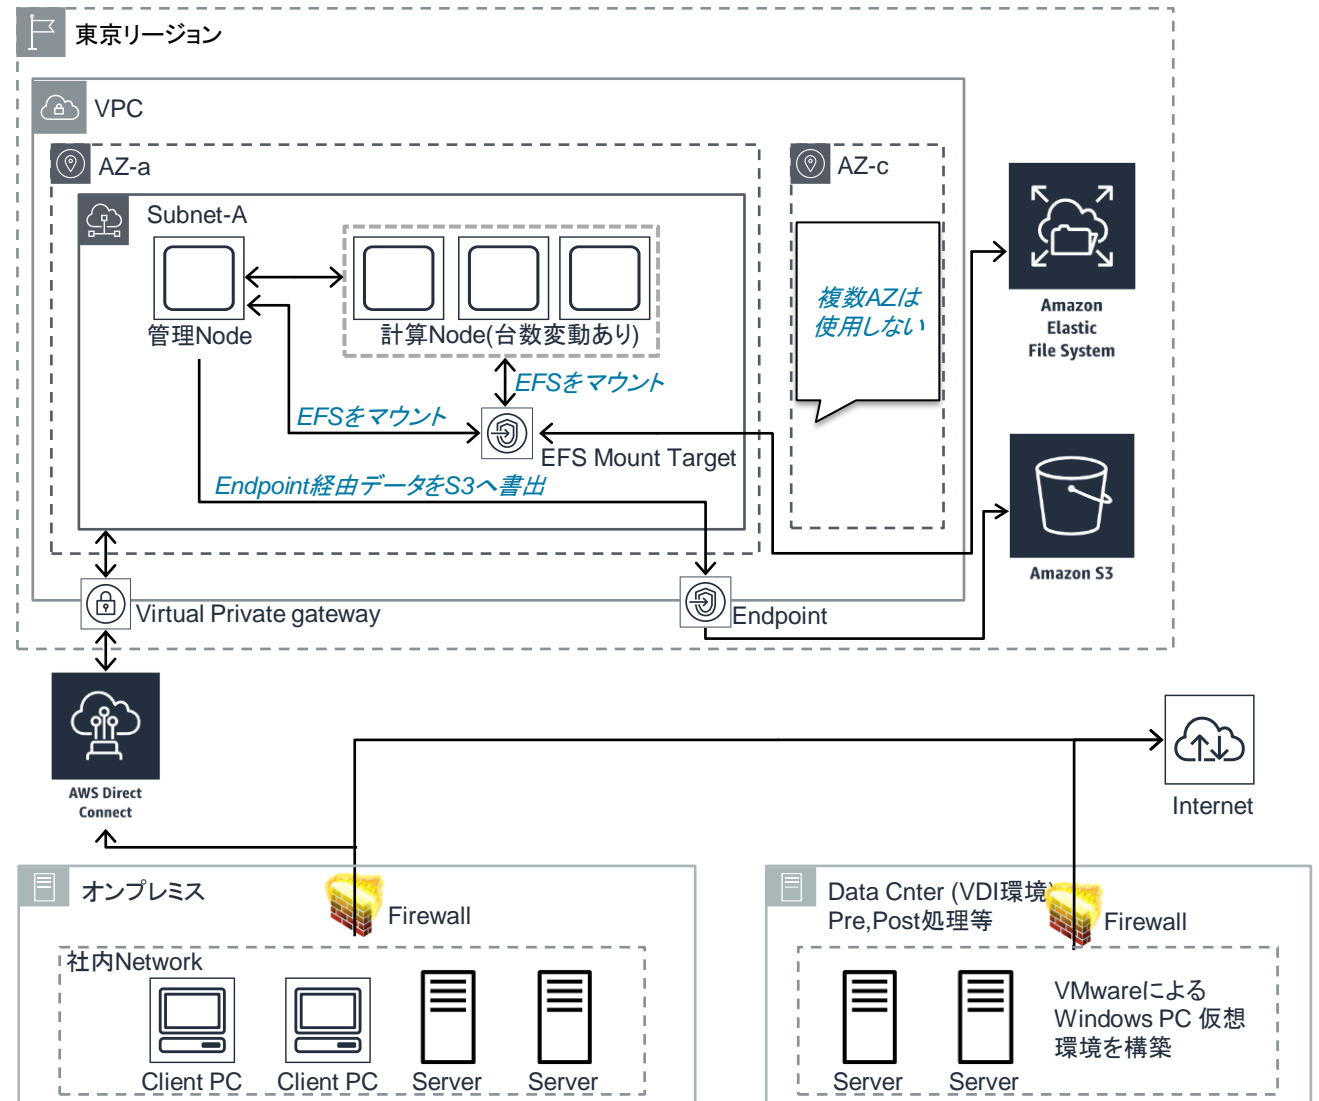 東京リージョン
VPC
AZ-a
AZ-c
Subnet-A
管理Node
計算Node(台数変動あり)
複数AZは
使用しない
Amazon
Elastic
File System
EFSをマウント
EFSをマウント
EFS Mount Target
Endpoint経由データをS3へ書出
Amazon S3
Virtual Private gateway
Endpoint
AWS Direct
Connect
Internet
オンプレミス
Firewall
社内Network
Client PC
Client PC
Server
Server
Data Cnter (VDI環境)
Pre,Post処理等
Firewall
VMwareによる
Windows PC 仮想
環境を構築
Server
Server